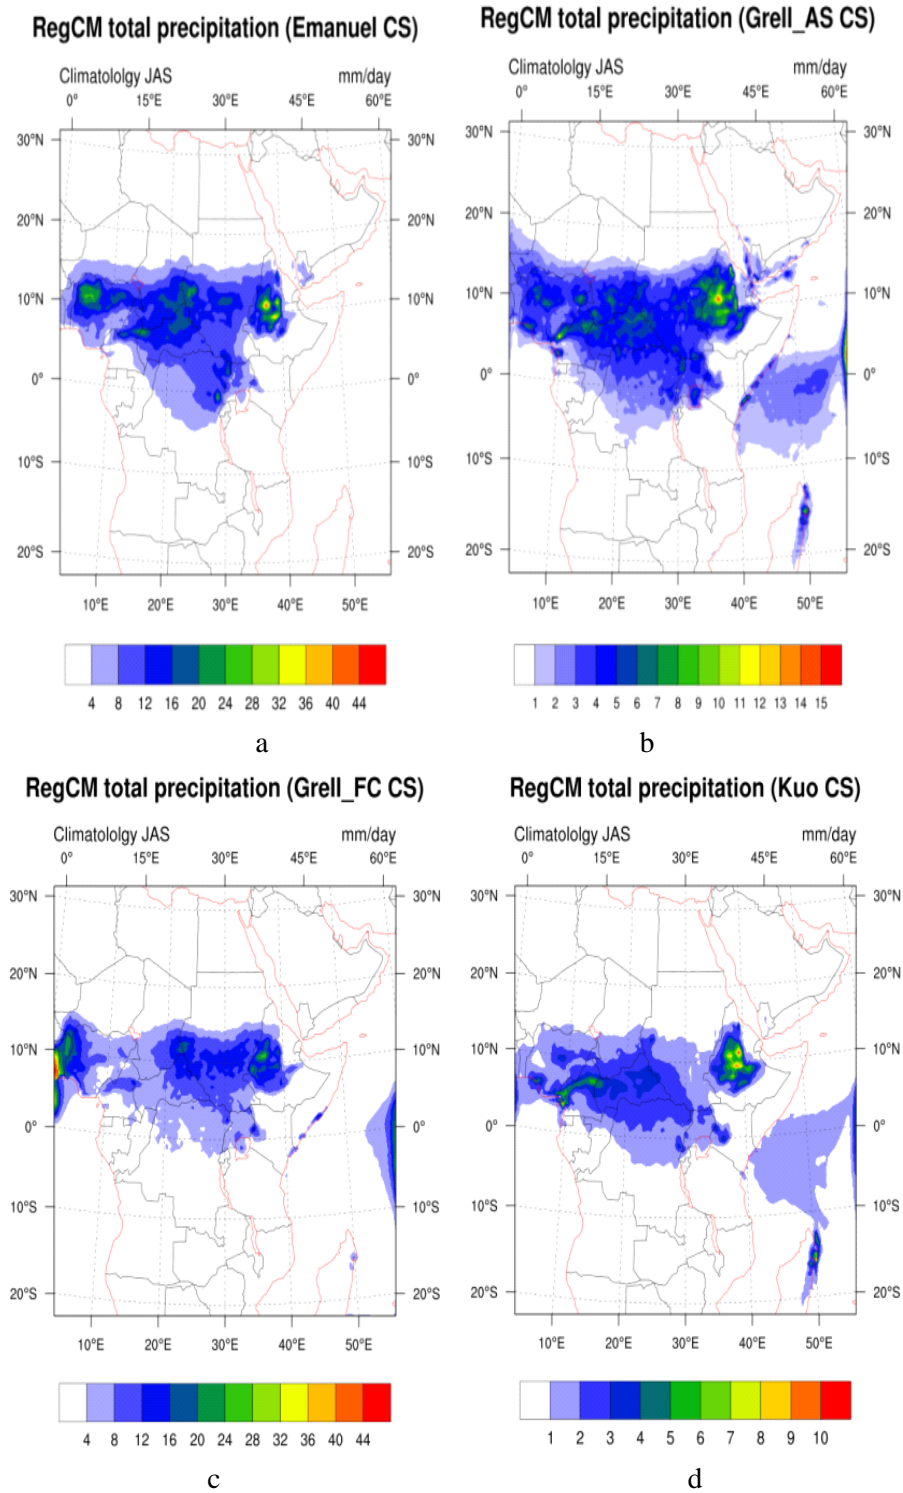 RegCM total precipitation (Emanuel CS)
Climatololgy JAS mm/day
0° 15°E 30°E 45°E 60°E
30°N 30°N
20°N 20°N
10°N 10°N
0° 0°
10°S 10°S
20°S 20°S
10°E 20°E 30°E 40°E 50°E
4 8 12 16 20 24 28 32 36 40 44
a
RegCM total precipitation (Grell_AS CS)
Climatololgy JAS mm/day
0° 15°E 30°E 45°E 60°E
30°N 30°N
20°N 20°N
10°N 10°N
0° 0°
10°S 10°S
20°S 20°S
10°E 20°E 30°E 40°E 50°E
1 2 3 4 5 6 7 8 9 10 11 12 13 14 15
b
RegCM total precipitation (Grell_FC CS)
Climatololgy JAS mm/day
0° 15°E 30°E 45°E 60°E
30°N 30°N
20°N 20°N
10°N 10°N
0° 0°
10°S 10°S
20°S 20°S
10°E 20°E 30°E 40°E 50°E
4 8 12 16 20 24 28 32 36 40 44
c
RegCM total precipitation (Kuo CS)
Climatololgy JAS mm/day
0° 15°E 30°E 45°E 60°E
30°N 30°N
20°N 20°N
10°N 10°N
0° 0°
10°S 10°S
20°S 20°S
10°E 20°E 30°E 40°E 50°E
1 2 3 4 5 6 7 8 9 10
d